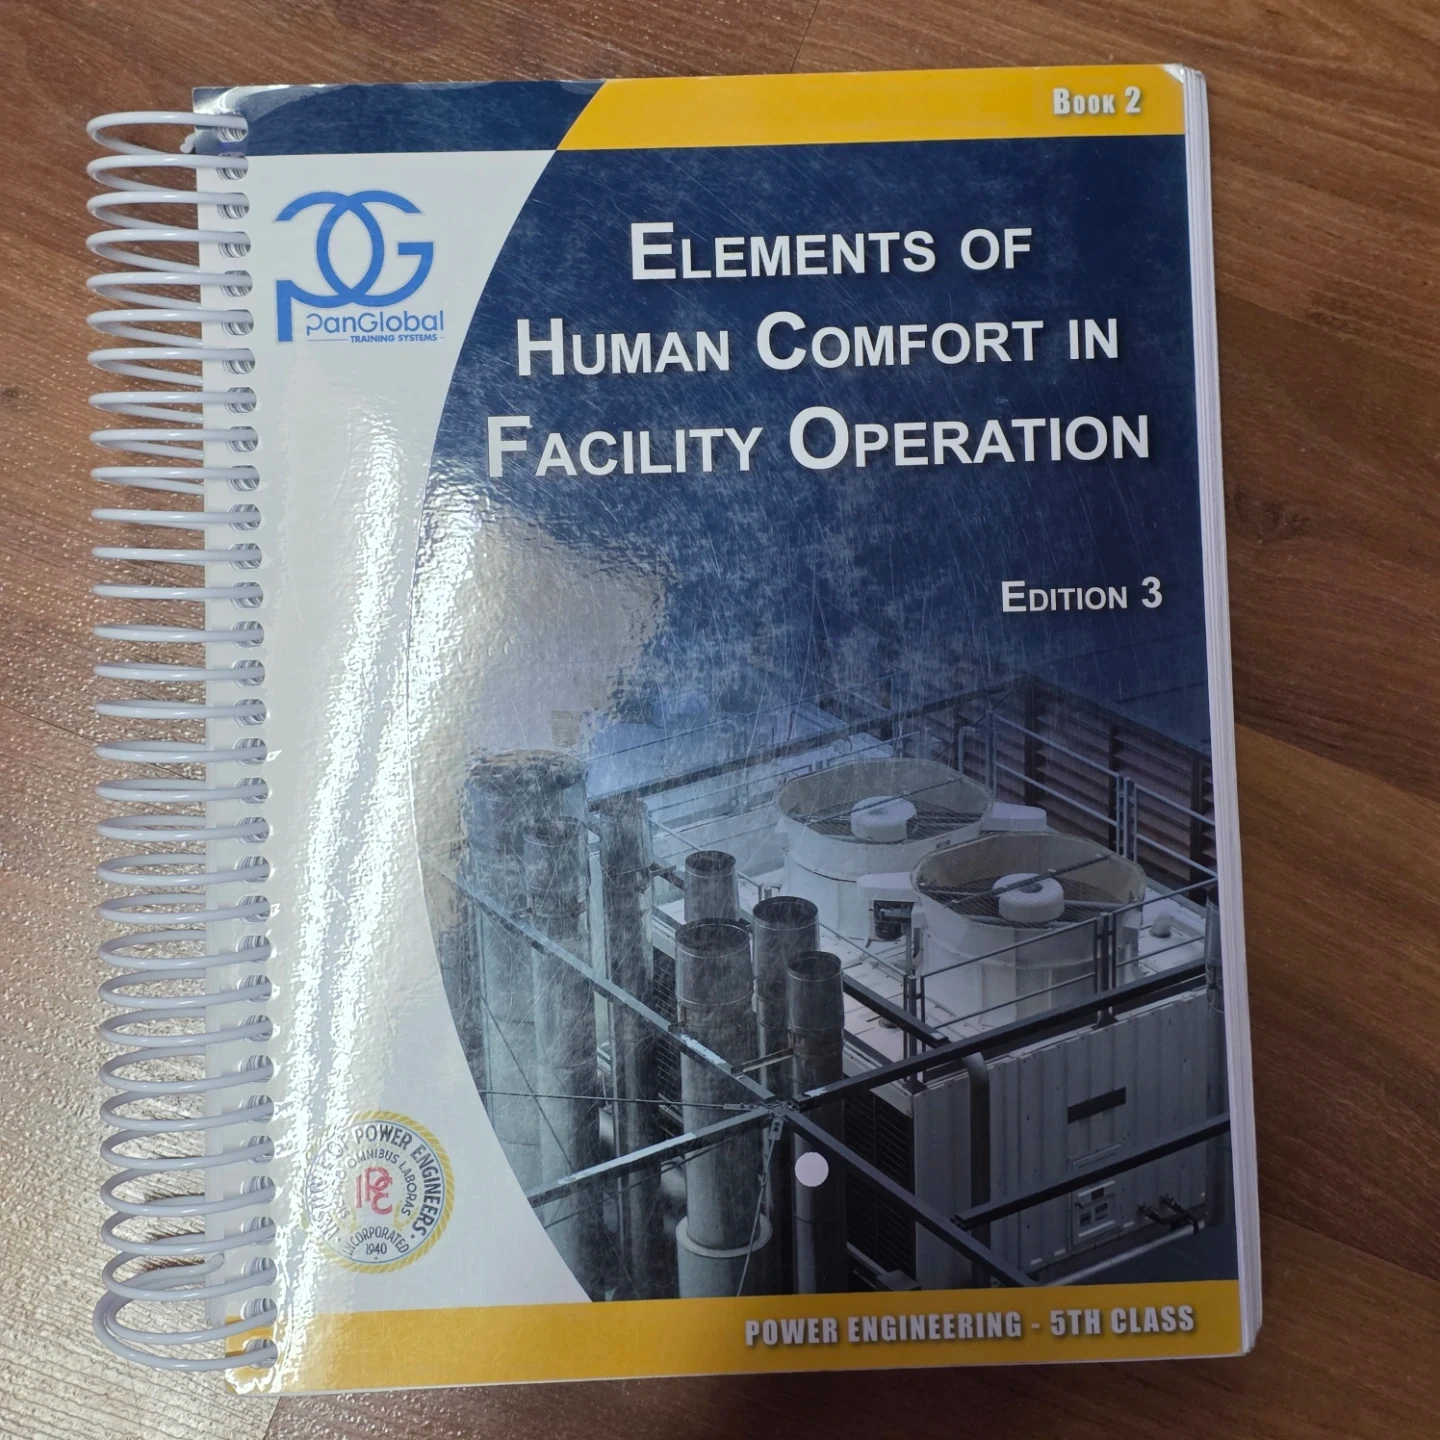 BOOK 2
PG
PanGlobal
TRAINING SYSTEMS
ELEMENTS OF
HUMAN COMFORT IN
FACILITY OPERATION
EDITION 3
INSTITUTE OF POWER ENGINEERS
OMNIBUS LABORAS
IPE
INCORPORATED
1940
POWER ENGINEERING - 5TH CLASS